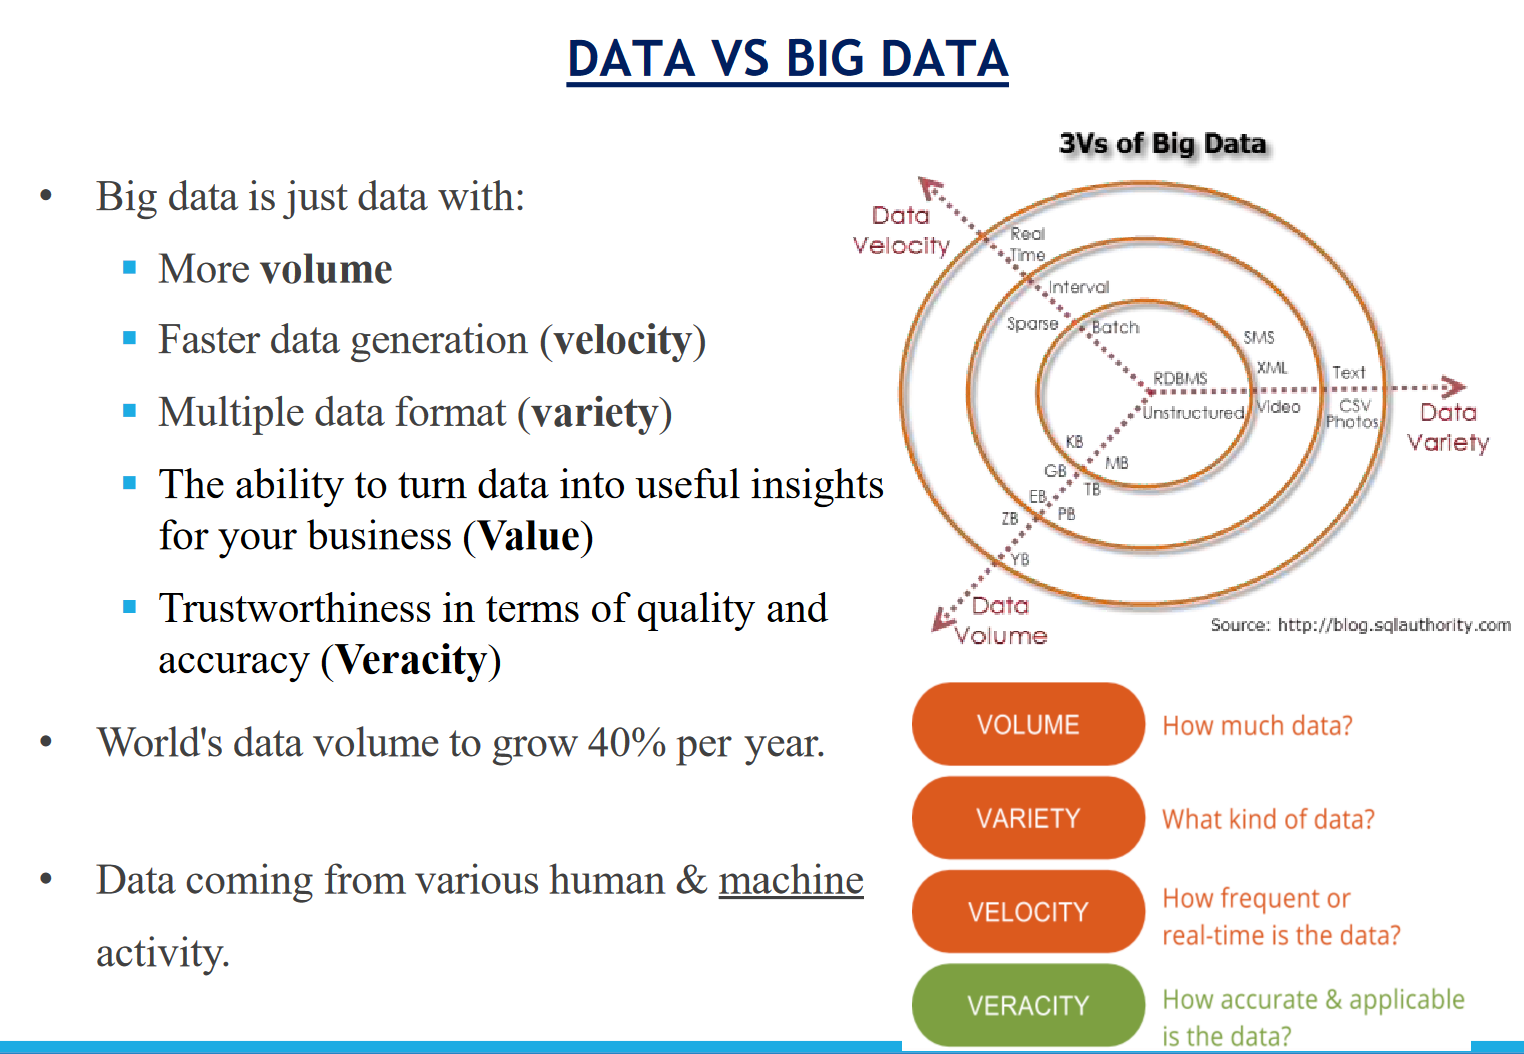 DATA VS BIG DATA
• Big data is just data with:
▪ More volume
▪ Faster data generation (velocity)
▪ Multiple data format (variety)
▪ The ability to turn data into useful insights
for your business (Value)
▪ Trustworthiness in terms of quality and
accuracy (Veracity)
• World's data volume to grow 40% per year.
• Data coming from various human & machine
activity.
3Vs of Big Data
Data
Velocity
Real
Time
Interval
Sparse
Batch
SMS
XML
RDBMS
Text
Unstructured
Video
CSV
Photos
Data
Variety
KB
MB
GB
TB
EB
PB
ZB
YB
Data
Volume
Source: http://blog.sqlauthority.com
VOLUME How much data?
VARIETY What kind of data?
VELOCITY How frequent or
real-time is the data?
VERACITY How accurate & applicable
is the data?